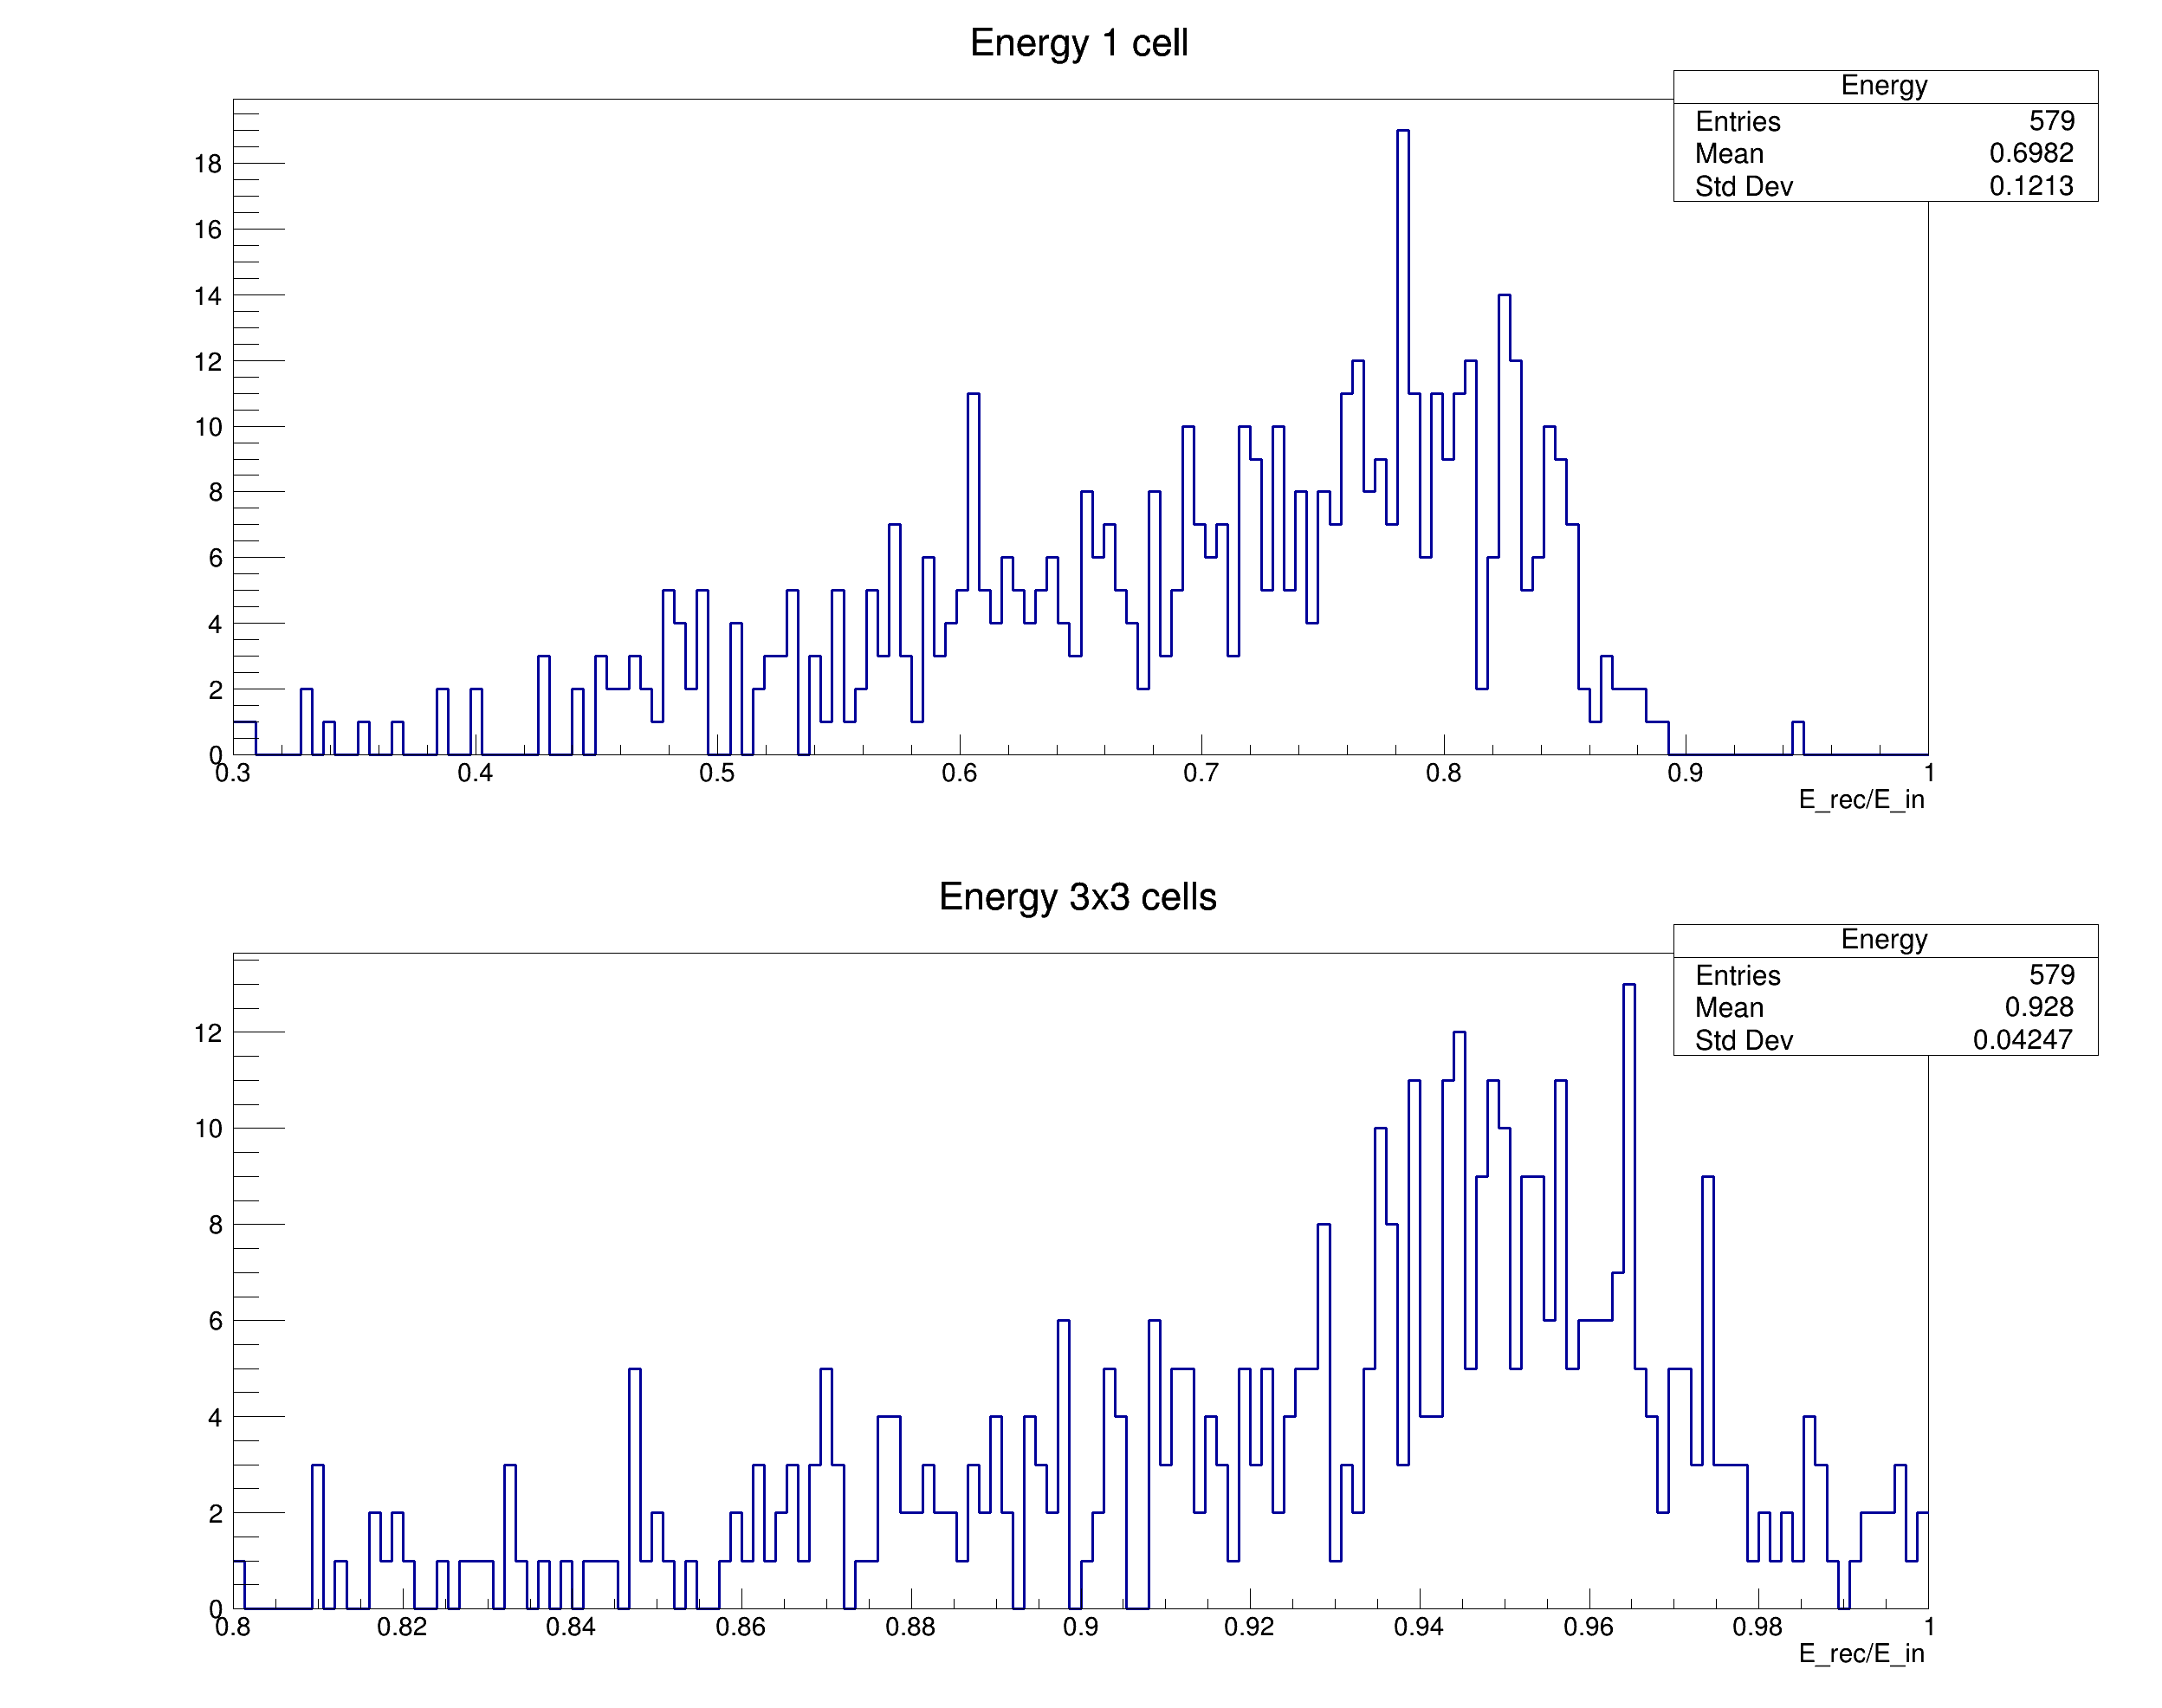 Energy 1 cell
Energy
Entries 579
Mean 0.6982
Std Dev 0.1213
18
16
14
12
10
8
6
4
2
0
0.3 0.4 0.5 0.6 0.7 0.8 0.9 1
E_rec/E_in
Energy 3x3 cells
Energy
Entries 579
Mean 0.928
Std Dev 0.04247
12
10
8
6
4
2
0
0.8 0.82 0.84 0.86 0.88 0.9 0.92 0.94 0.96 0.98 1
E_rec/E_in